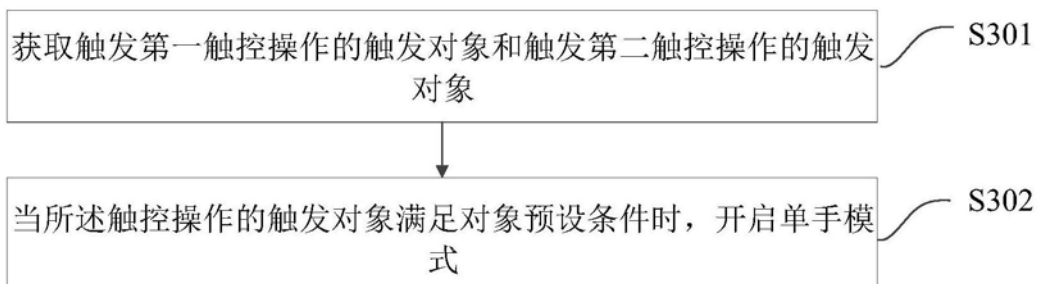 获取触发第一触控操作的触发对象和触发第二触控操作的触发
对象
S301
当所述触控操作的触发对象满足对象预设条件时，开启单手模
式
S302